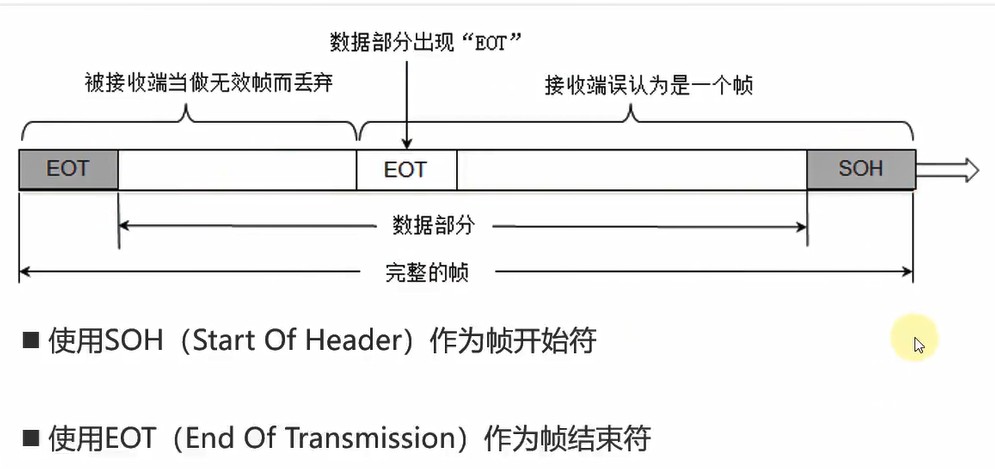 数据部分出现“EOT”
被接收端当做无效帧而丢弃
接收端误认为是一个帧
EOT
EOT
SOH
数据部分
完整的帧
■ 使用SOH（Start Of Header）作为帧开始符
■ 使用EOT（End Of Transmission）作为帧结束符